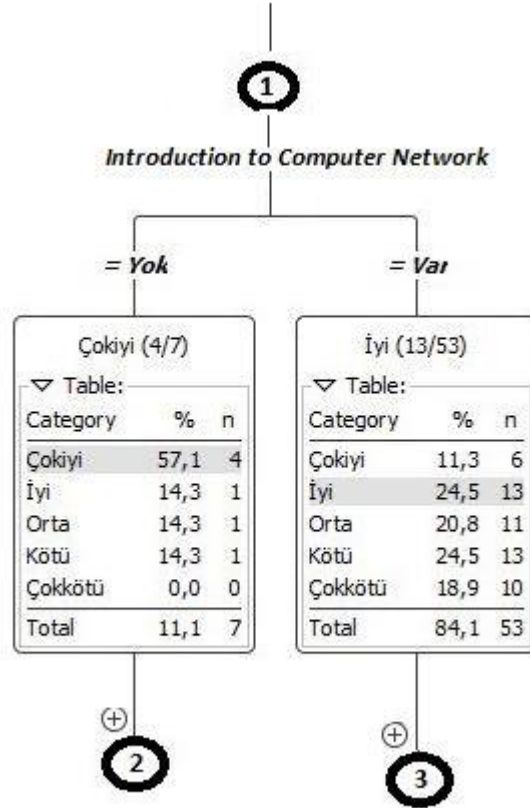 1
Introduction to Computer Network
= Yok
= Var
Çokiyi (4/7)
Table:
Category % n
Çokiyi 57,1 4
İyi 14,3 1
Orta 14,3 1
Kötü 14,3 1
Çokkötü 0,0 0
Total 11,1 7
2
İyi (13/53)
Table:
Category % n
Çokiyi 11,3 6
İyi 24,5 13
Orta 20,8 11
Kötü 24,5 13
Çokkötü 18,9 10
Total 84,1 53
3